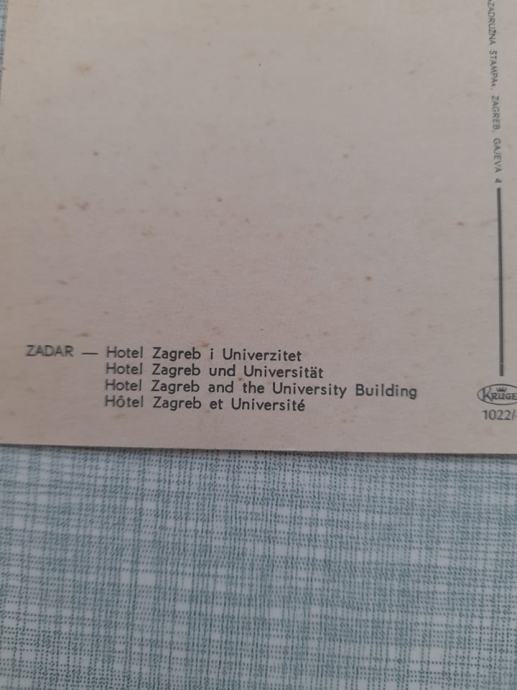 ZADRUŽNA ŠTAMPA«, ZAGREB, GAJEVA 4
ZADAR — Hotel Zagreb i Univerzitet
Hotel Zagreb und Universität
Hotel Zagreb and the University Building
Hôtel Zagreb et Université
KRÜGE
1022/